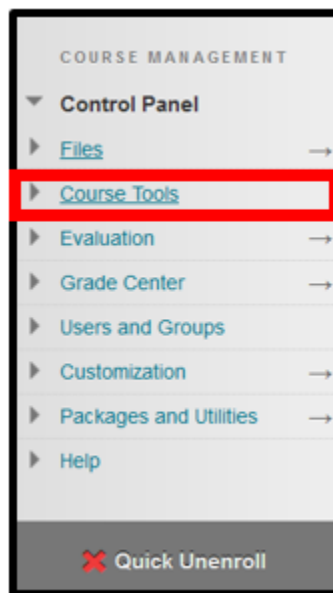 COURSE MANAGEMENT
Control Panel
Files
Course Tools
Evaluation
Grade Center
Users and Groups
Customization
Packages and Utilities
Help
Quick Unenroll